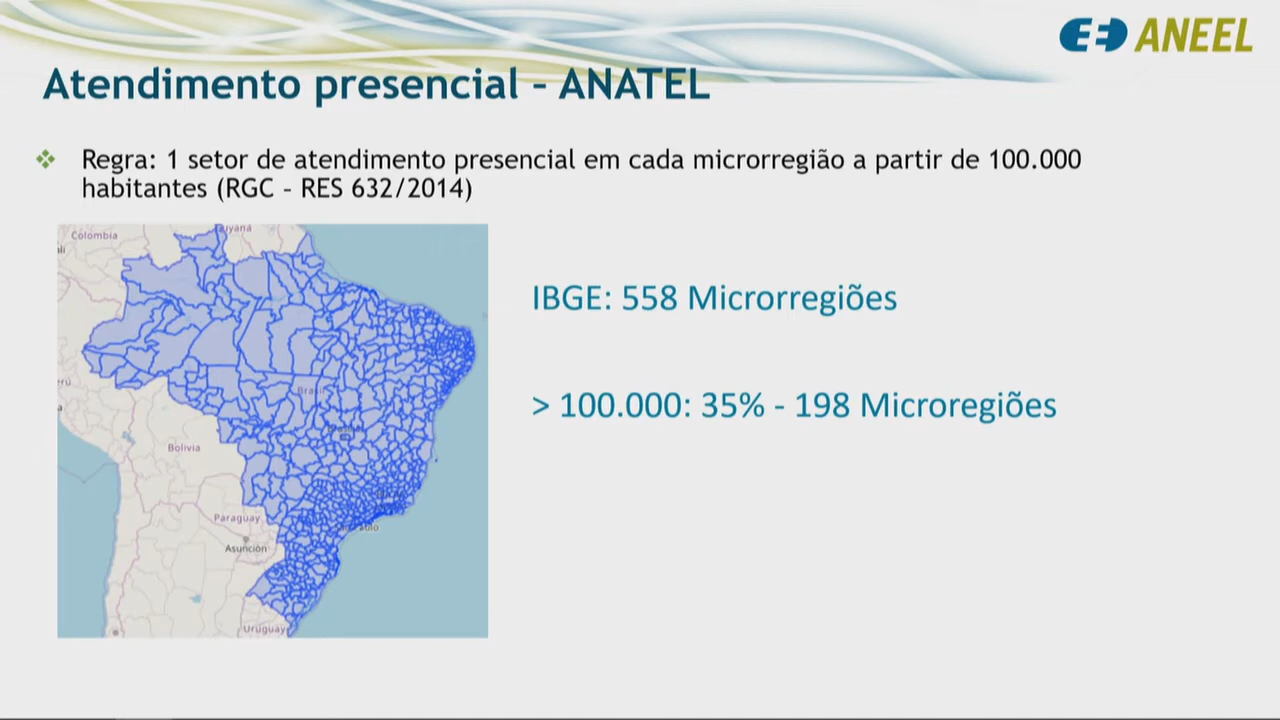 ANEEL
Atendimento presencial – ANATEL
Regra: 1 setor de atendimento presencial em cada microrregião a partir de 100.000
habitantes (RGC – RES 632/2014)
Colombia
IBGE: 558 Microrregiões
> 100.000: 35% - 198 Microregiões
Bolivia
Paraguay
Asunción
Uruguay